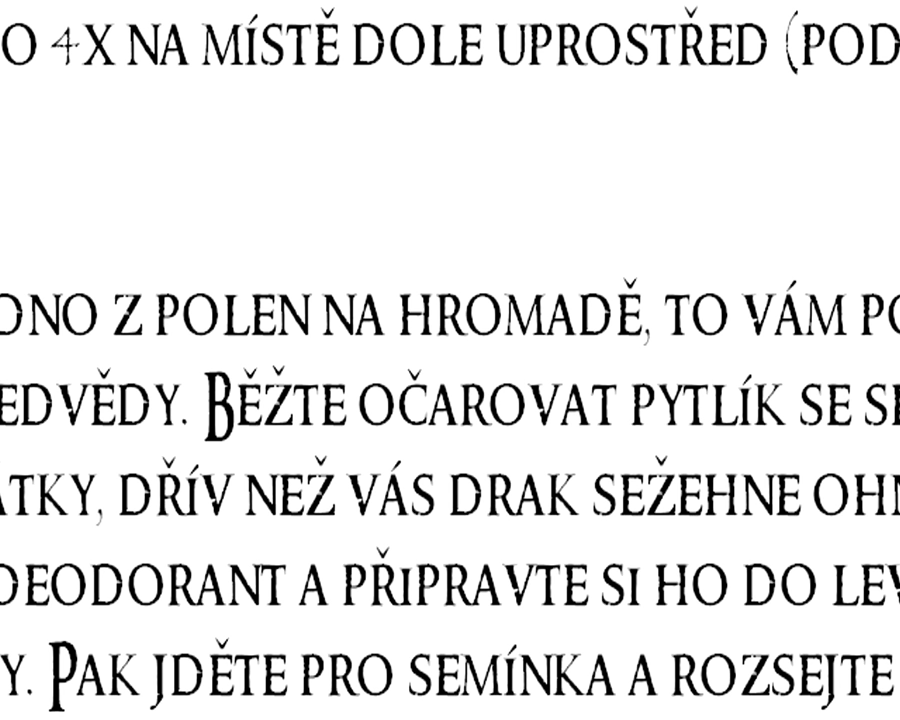 O 4X NA MÍSTĚ DOLE UPROSTŘED (POD
DNO Z POLEN NA HROMADĚ, TO VÁM PO
EDVĚDY. BĚŽTE OČAROVAT PYTLÍK SE SE
ATKY, DŘÍV NEŽ VÁS DRAK SEŽEHNE OHN
DEODORANT A PŘIPRAVTE SI HO DO LEV
Y. PAK JDĚTE PRO SEMÍNKA A ROZSEJTE